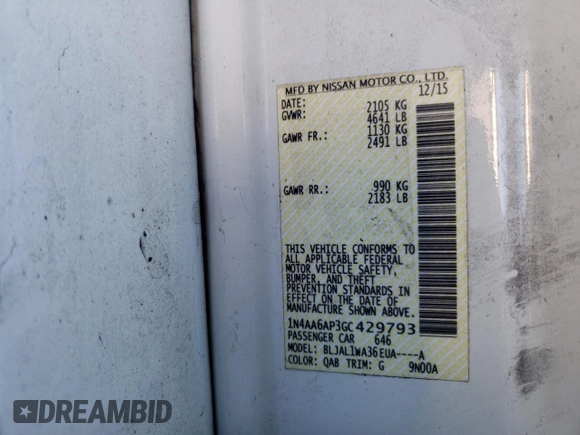 MFD BY NISSAN MOTOR CO., LTD.
12/15
DATE:
GVWR: 2105 KG
4641 LB
GAWR FR.: 1130 KG
2491 LB
GAWR RR.: 990 KG
2183 LB
THIS VEHICLE CONFORMS TO
ALL APPLICABLE FEDERAL
MOTOR VEHICLE SAFETY,
BUMPER, AND THEFT
PREVENTION STANDARDS IN
EFFECT ON THE DATE OF
MANUFACTURE SHOWN ABOVE.
1N4AA6AP3GC429793
PASSENGER CAR 646
MODEL: BLJAL1WA36EUA----A
COLOR: QAB TRIM: G 9N00A
DREAMBID